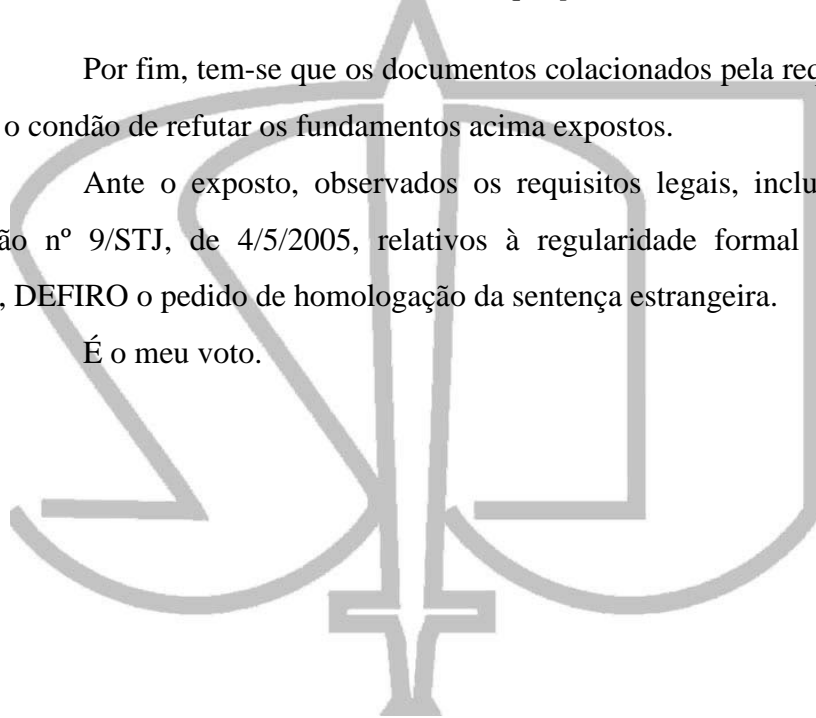 Por fim, tem-se que os documentos colacionados pela req
o condão de refutar os fundamentos acima expostos.
Ante o exposto, observados os requisitos legais, inclu
ão nº 9/STJ, de 4/5/2005, relativos à regularidade formal
, DEFIRO o pedido de homologação da sentença estrangeira.
É o meu voto.